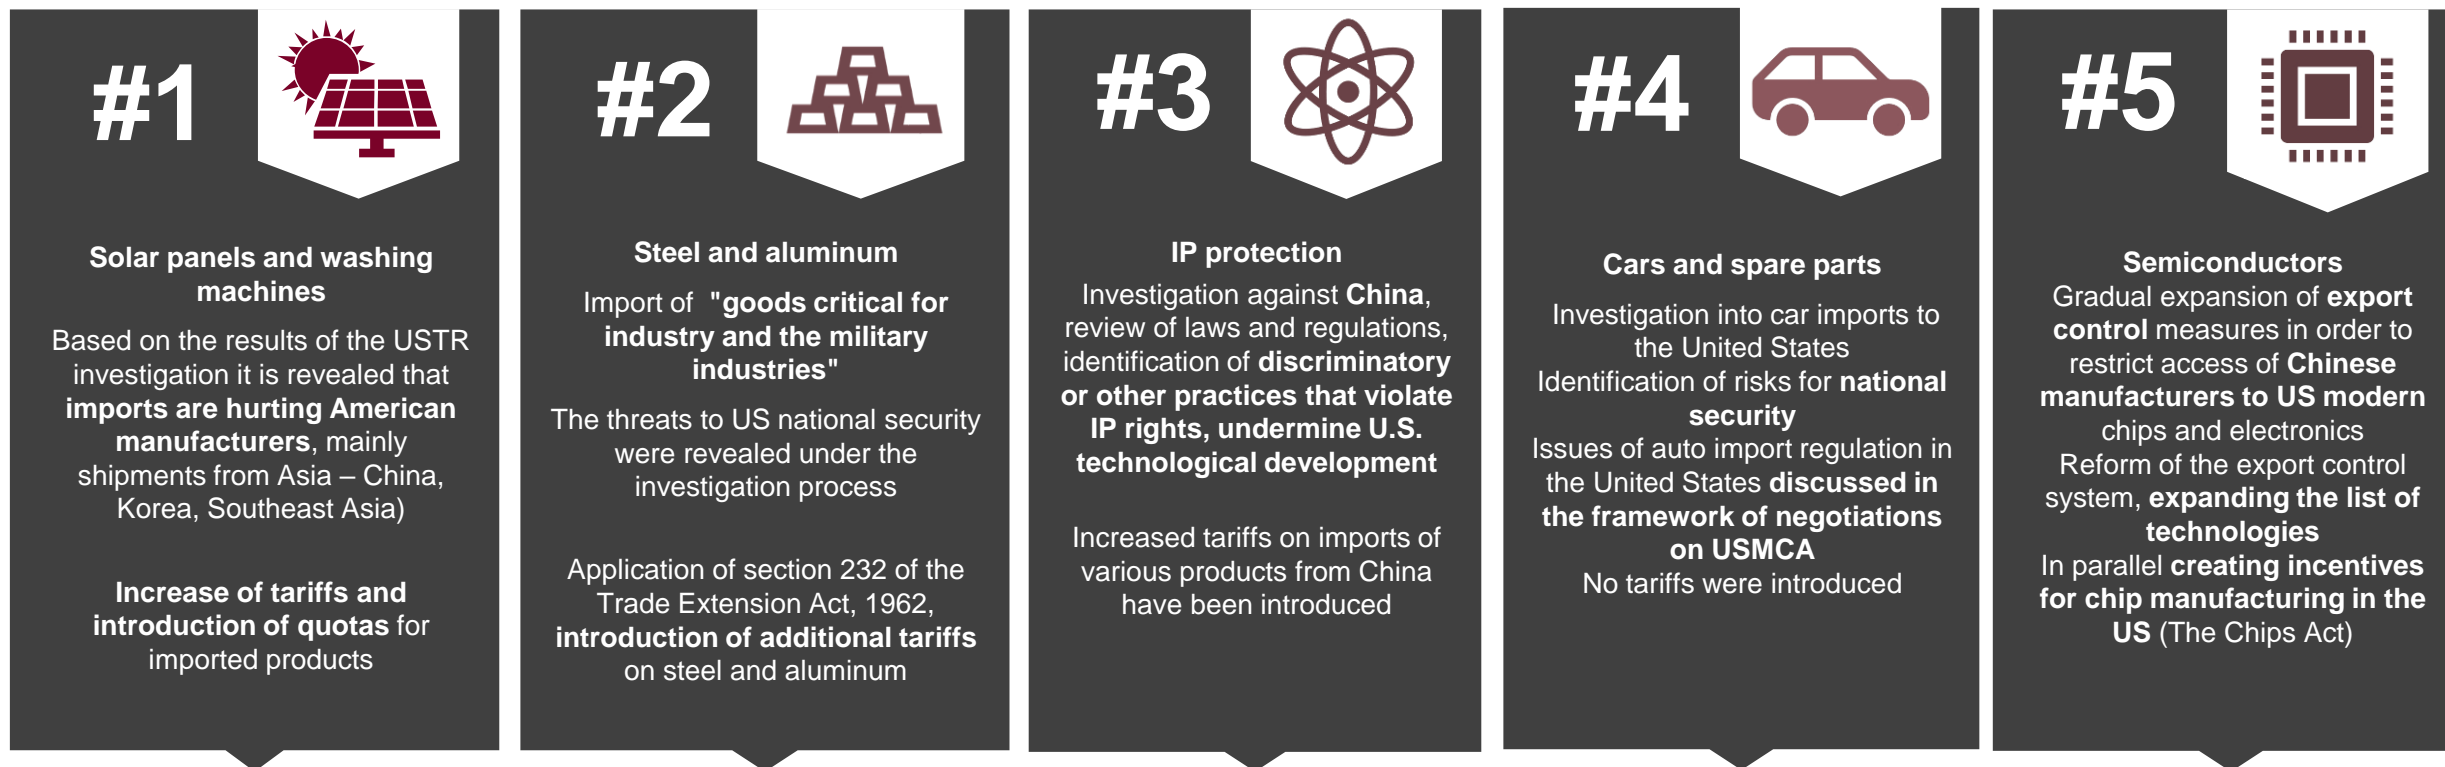 #1
Solar panels and washing
machines
Based on the results of the USTR
investigation it is revealed that
imports are hurting American
manufacturers, mainly
shipments from Asia – China,
Korea, Southeast Asia)
Increase of tariffs and
introduction of quotas for
imported products
#2
Steel and aluminum
Import of "goods critical for
industry and the military
industries"
The threats to US national security
were revealed under the
investigation process
Application of section 232 of the
Trade Extension Act, 1962,
introduction of additional tariffs
on steel and aluminum
#3
IP protection
Investigation against China,
review of laws and regulations,
identification of discriminatory
or other practices that violate
IP rights, undermine U.S.
technological development
Increased tariffs on imports of
various products from China
have been introduced
#4
Cars and spare parts
Investigation into car imports to
the United States
Identification of risks for national
security
Issues of auto import regulation in
the United States discussed in
the framework of negotiations
on USMCA
No tariffs were introduced
#5
Semiconductors
Gradual expansion of export
control measures in order to
restrict access of Chinese
manufacturers to US modern
chips and electronics
Reform of the export control
system, expanding the list of
technologies
In parallel creating incentives
for chip manufacturing in the
US (The Chips Act)